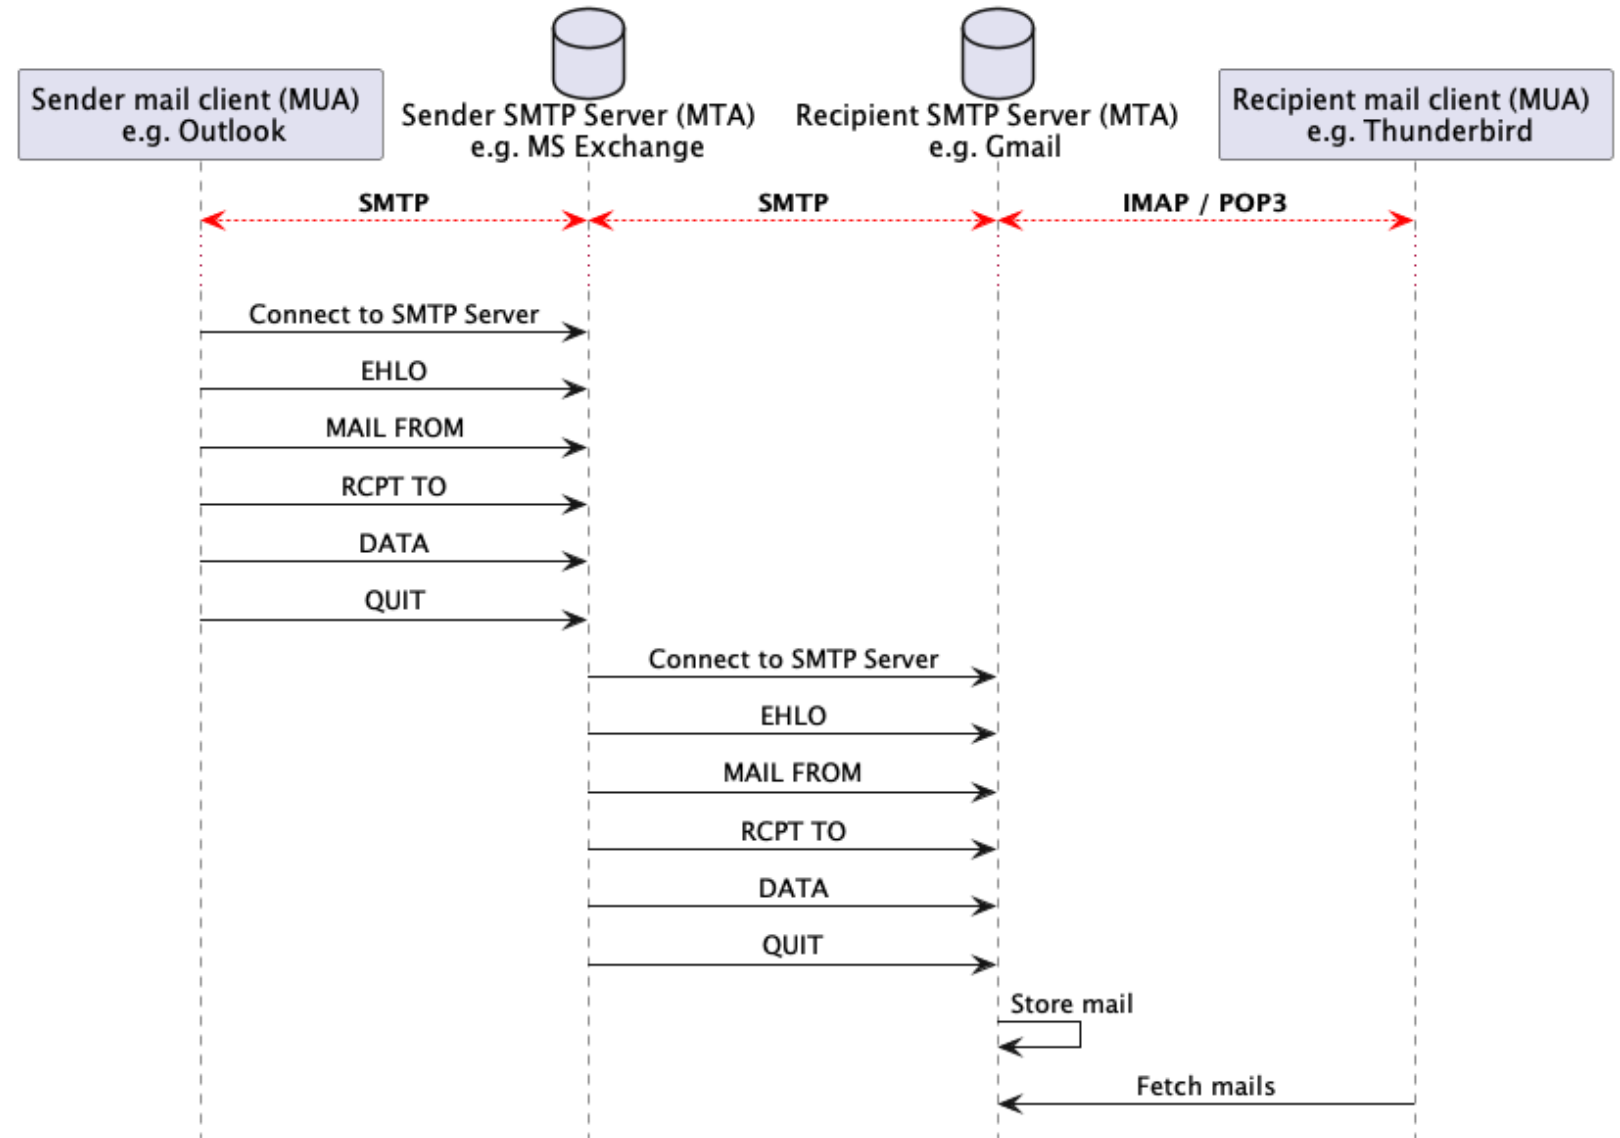 Sender mail client (MUA)
e.g. Outlook
Sender SMTP Server (MTA)
e.g. MS Exchange
Recipient SMTP Server (MTA)
e.g. Gmail
Recipient mail client (MUA)
e.g. Thunderbird
SMTP
SMTP
IMAP / POP3
Connect to SMTP Server
EHLO
MAIL FROM
RCPT TO
DATA
QUIT
Connect to SMTP Server
EHLO
MAIL FROM
RCPT TO
DATA
QUIT
Store mail
Fetch mails